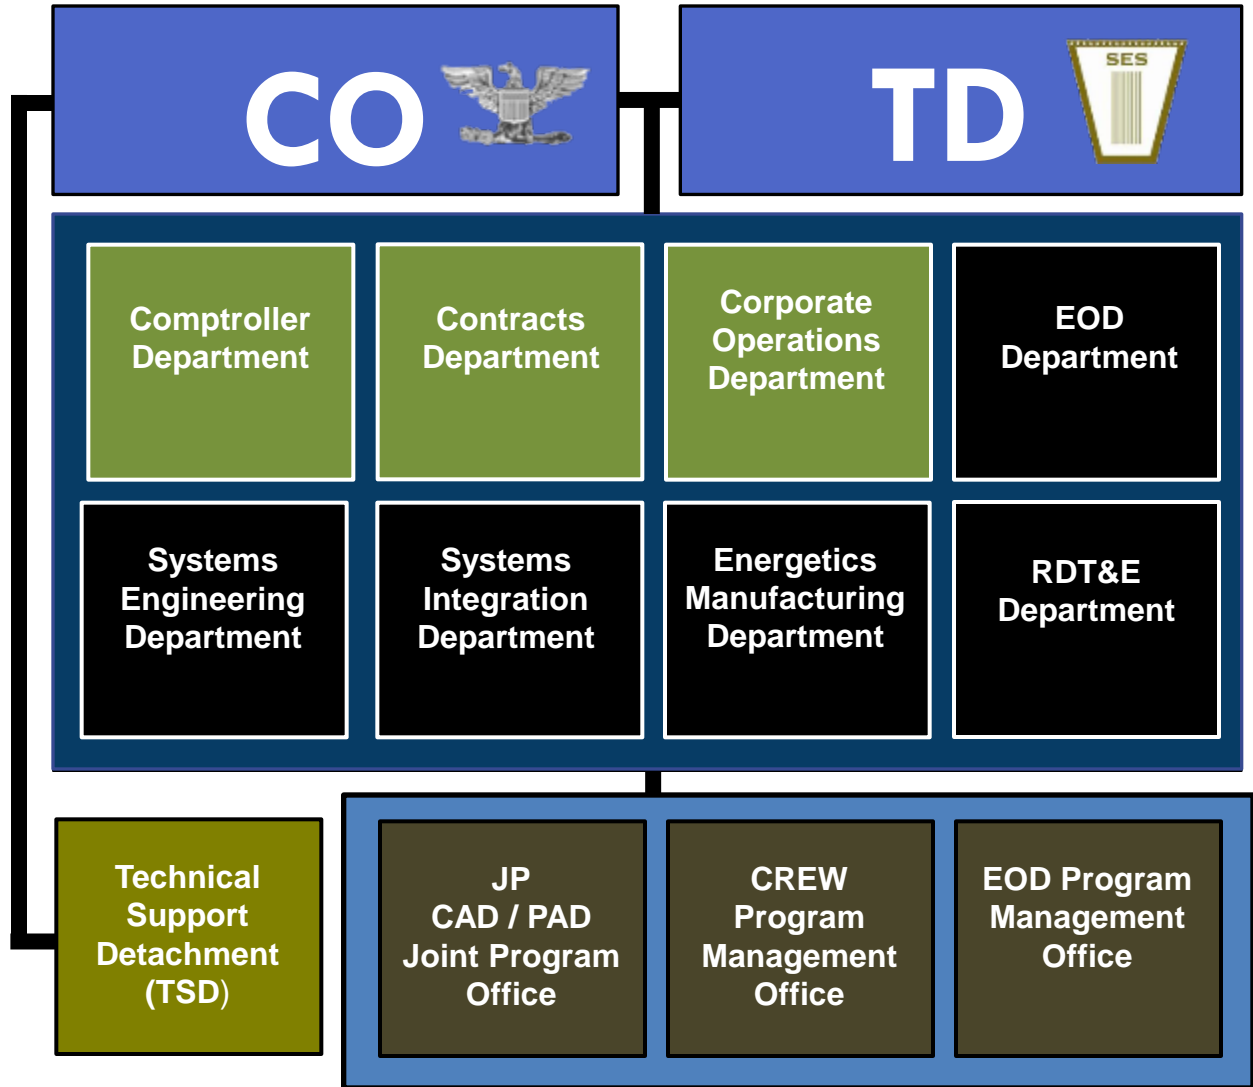 CO
TD
SES
Comptroller
Department
Contracts
Department
Corporate
Operations
Department
EOD
Department
Systems
Engineering
Department
Systems
Integration
Department
Energetics
Manufacturing
Department
RDT&E
Department
Technical
Support
Detachment
(TSD)
JP
CAD / PAD
Joint Program
Office
CREW
Program
Management
Office
EOD Program
Management
Office